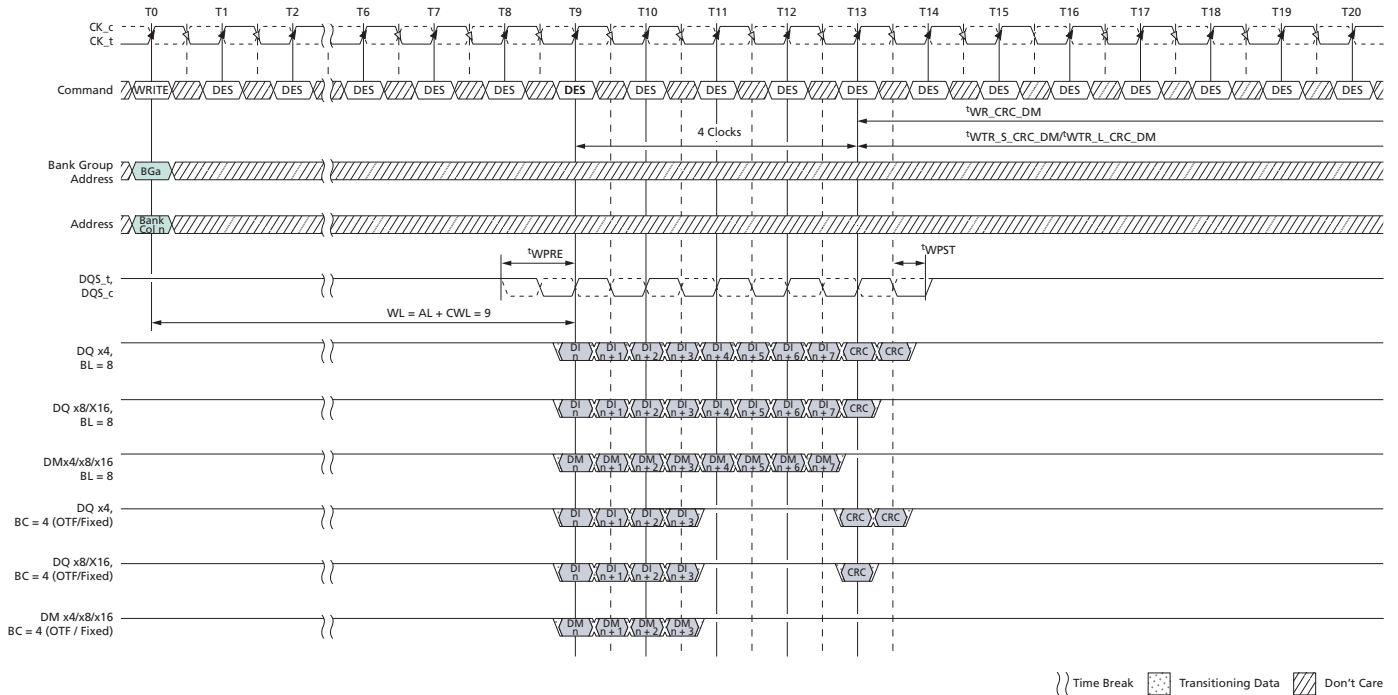 T0 T1 T2 T6 T7 T8 T9 T10 T11 T12 T13 T14 T15 T16 T17 T18 T19 T20
CK_c
CK_t
Command WRITE DES DES DES DES DES DES DES DES DES DES DES DES DES DES DES DES DES
tWR_CRC_DM
4 Clocks
tWTR_S_CRC_DM/tWTR_L_CRC_DM
Bank Group
Address
BGa
Address
Bank
Col n
tWPRE
tWPST
DQS_t,
DQS_c
WL = AL + CWL = 9
DQ x4,
BL = 8
DI n DI n + 1 DI n + 2 DI n + 3 DI n + 4 DI n + 5 DI n + 6 DI n + 7 CRC CRC
DQ x8/X16,
BL = 8
DI n DI n + 1 DI n + 2 DI n + 3 DI n + 4 DI n + 5 DI n + 6 DI n + 7 CRC
DMx4/x8/x16
BL = 8
DM n DM n + 1 DM n + 2 DM n + 3 DM n + 4 DM n + 5 DM n + 6 DM n + 7
DQ x4,
BC = 4 (OTF/Fixed)
DI n DI n + 1 DI n + 2 DI n + 3 CRC CRC
DQ x8/X16,
BC = 4 (OTF/Fixed)
DI n DI n + 1 DI n + 2 DI n + 3 CRC
DM x4/x8/x16
BC = 4 (OTF / Fixed)
DM n DM n + 1 DM n + 2 DM n + 3
Time Break Transitioning Data Don't Care